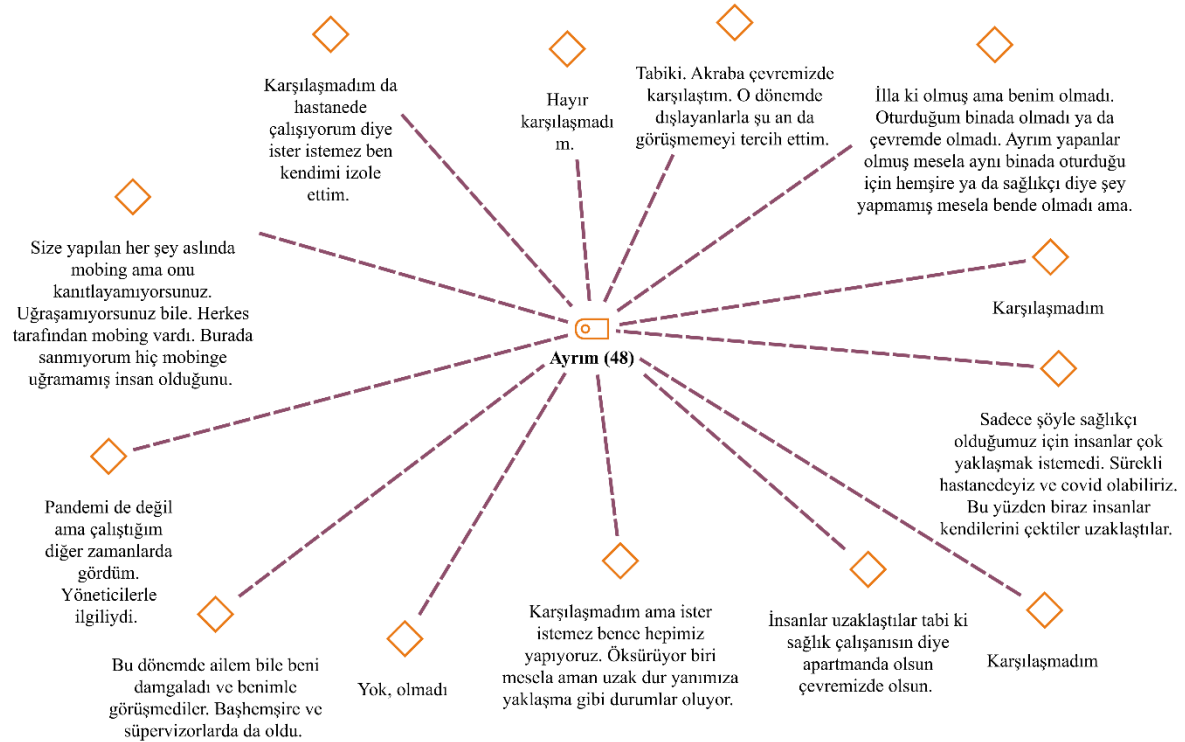 Karşılaşmadım da
hastanede
çalışıyorum diye
ister istemez ben
kendimi izole
ettim.
Hayır
karşılaşmadı
m.
Tabiki. Akraba çevremizde
karşılaştım. O dönemde
dışlayanlarla şu an da
görüşmemeyi tercih ettim.
İlla ki olmuş ama benim olmadı.
Oturduğum binada olmadı ya da
çevremde olmadı. Ayrım yapanlar
olmuş mesela aynı binada oturduğu
için hemşire ya da sağlıkçı diye şey
yapmamış mesela bende olmadı ama.
Size yapılan her şey aslında
mobing ama onu
kanıtlayamıyorsunuz.
Uğraşamıyorsunuz bile. Herkes
tarafından mobing vardı. Burada
sanmıyorum hiç mobinge
uğramamış insan olduğunu.
Karşılaşmadım
Ayrım (48)
Sadece şöyle sağlıkçı
olduğumuz için insanlar çok
yaklaşmak istemedi. Sürekli
hastanedeyiz ve covid olabiliriz.
Bu yüzden biraz insanlar
kendilerini çektiler uzaklaştılar.
Pandemi de değil
ama çalıştığım
diğer zamanlarda
gördüm.
Yöneticilerle
ilgiliydi.
Bu dönemde ailem bile beni
damgaladı ve benimle
görüşmediler. Başhemşire ve
süpervizorlarda da oldu.
Yok, olmadı
Karşılaşmadım ama ister
istemez bence hepimiz
yapıyoruz. Öksürüyor biri
mesela aman uzak dur yanımıza
yaklaşma gibi durumlar oluyor.
İnsanlar uzaklaştılar tabi ki
sağlık çalışanısın diye
apartmanda olsun
çevremizde olsun.
Karşılaşmadım